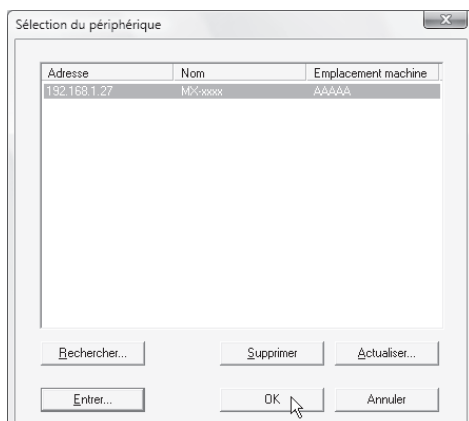 Sélection du périphérique
Adresse Nom Emplacement machine
192.168.1.27 MX-xxxx AAAAA
Rechercher... Supprimer Actualiser...
Entrer... OK Annuler